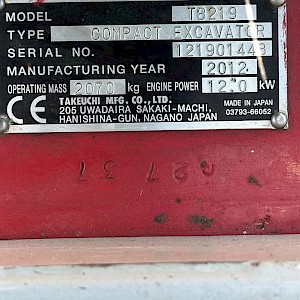 MODEL TB219
TYPE COMPACT EXCAVATOR
SERIAL NO. 121901448
MANUFACTURING YEAR 2012
OPERATING MASS 2070 kg ENGINE POWER 12.0 kW
CE TAKEUCHI MFG. CO., LTD.
205 UWADAIRA SAKAKI-MACHI,
HANISHINA-GUN, NAGANO JAPAN
MADE IN JAPAN
03793-66052